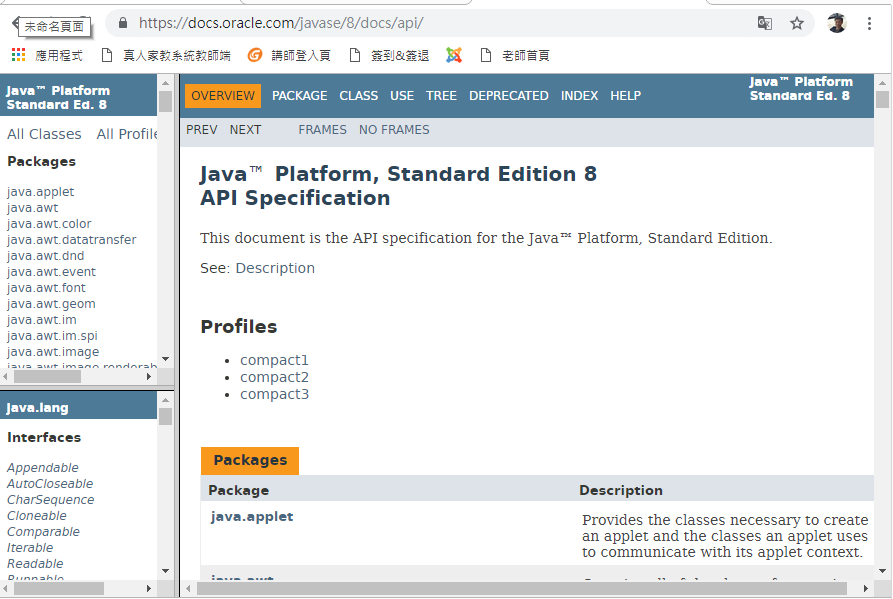 未命名頁面
https://docs.oracle.com/javase/8/docs/api/
應用程式 真人家教系統教師端 講師登入頁 簽到&簽退 老師首頁
Java™ Platform
Standard Ed. 8
All Classes All Profile
Packages
java.applet
java.awt
java.awt.color
java.awt.datatransfer
java.awt.dnd
java.awt.event
java.awt.font
java.awt.geom
java.awt.im
java.awt.im.spi
java.awt.image
java.awt.image.renderab
java.lang
Interfaces
Appendable
AutoCloseable
CharSequence
Cloneable
Comparable
Iterable
Readable
Runnable
OVERVIEW PACKAGE CLASS USE TREE DEPRECATED INDEX HELP
Java™ Platform
Standard Ed. 8
PREV NEXT FRAMES NO FRAMES
Java™ Platform, Standard Edition 8
API Specification
This document is the API specification for the Java™ Platform, Standard Edition.
See: Description
Profiles
compact1
compact2
compact3
Packages
Package Description
java.applet
Provides the classes necessary to create
an applet and the classes an applet uses
to communicate with its applet context.
java.awt